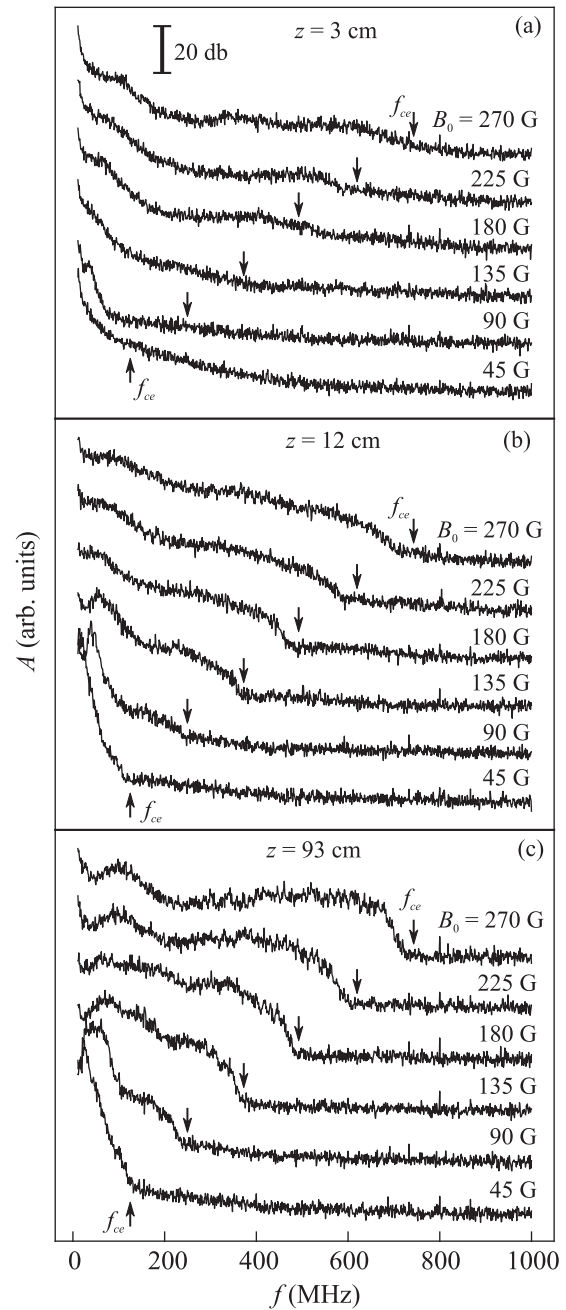 (a)
z = 3 cm
20 db
f_ce
B_0 = 270 G
225 G
180 G
135 G
90 G
45 G
f_ce
(b)
z = 12 cm
f_ce
B_0 = 270 G
225 G
180 G
135 G
90 G
45 G
f_ce
A (arb. units)
(c)
z = 93 cm
f_ce
B_0 = 270 G
225 G
180 G
135 G
90 G
45 G
f_ce
0 200 400 600 800 1000
f (MHz)